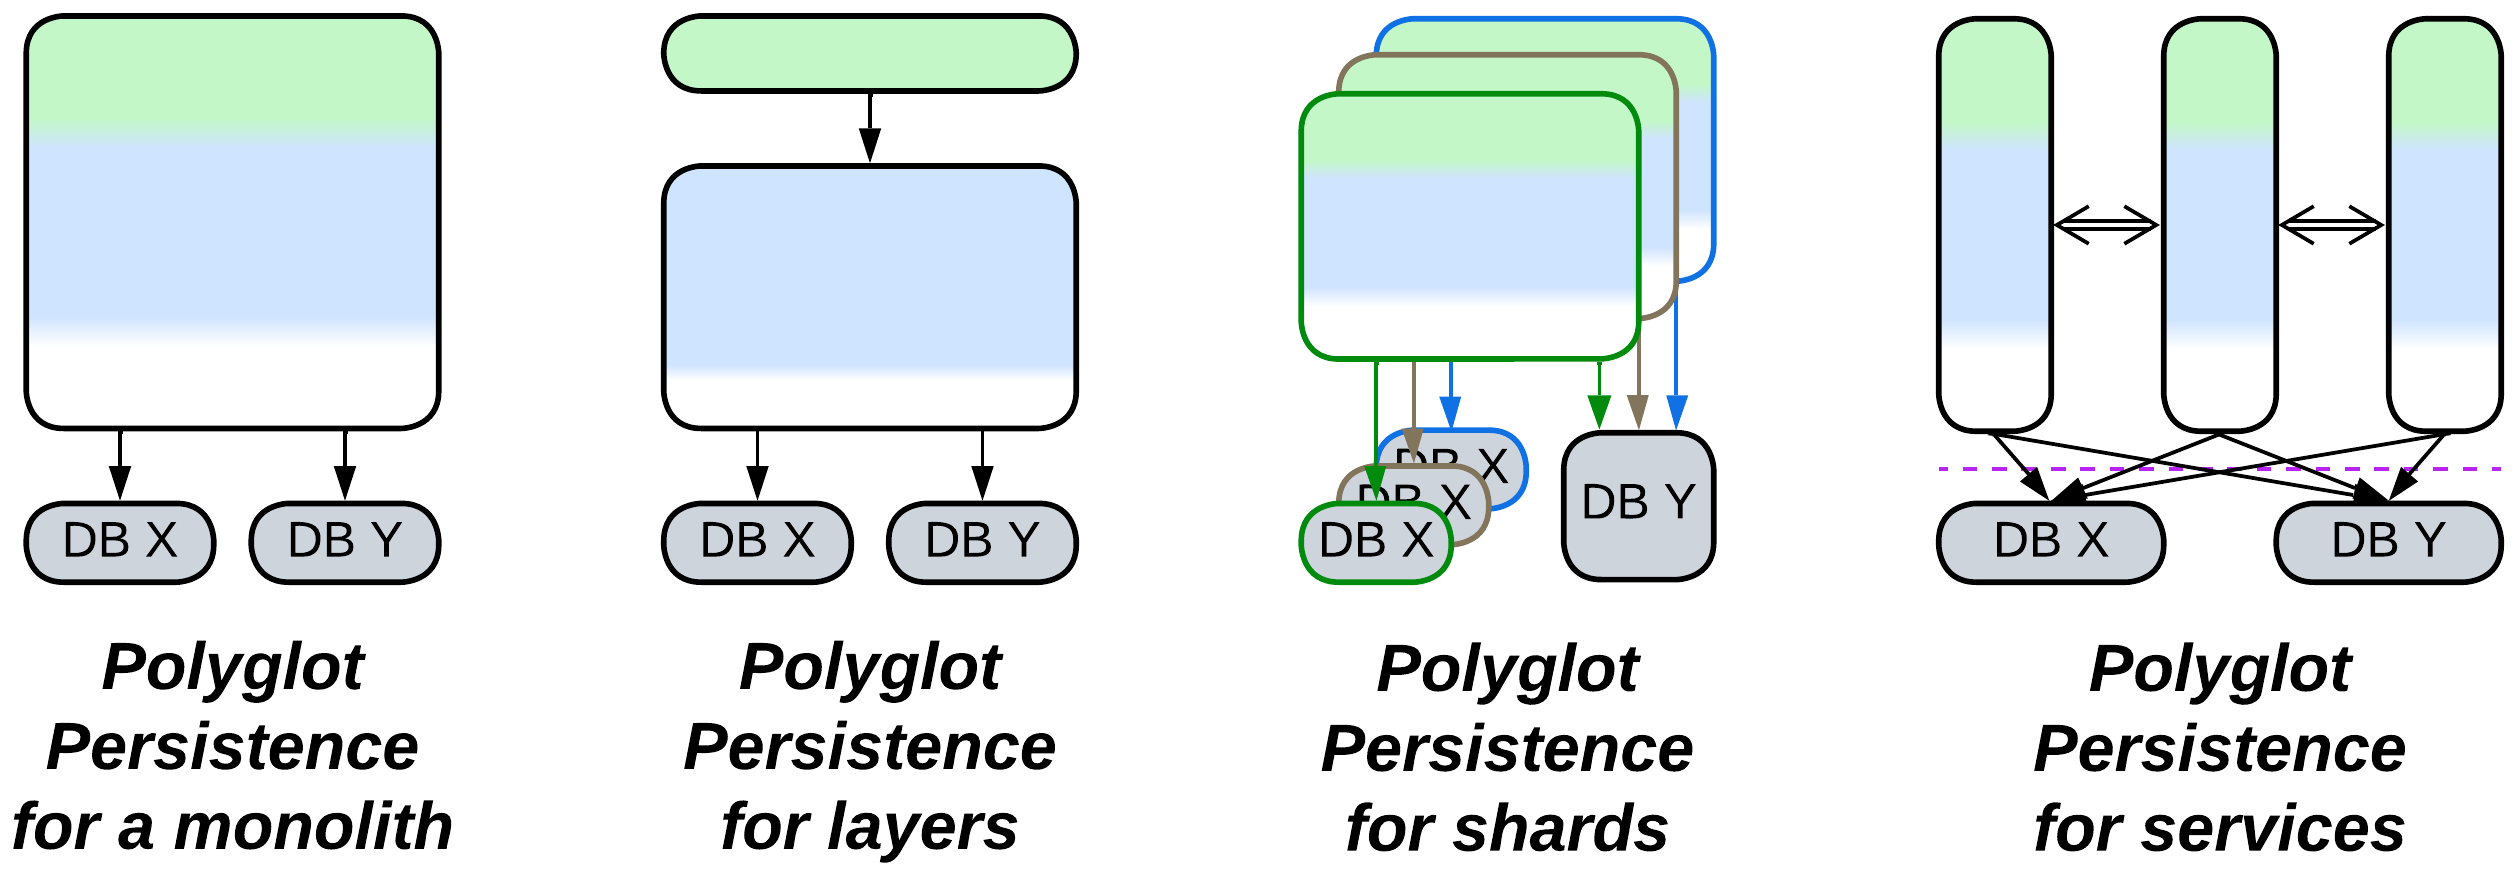 DB X
DB Y
Polyglot
Persistence
for a monolith
DB X
DB Y
Polyglot
Persistence
for layers
DB X
DB X
DB X
DB Y
Polyglot
Persistence
for shards
DB X
DB Y
Polyglot
Persistence
for services